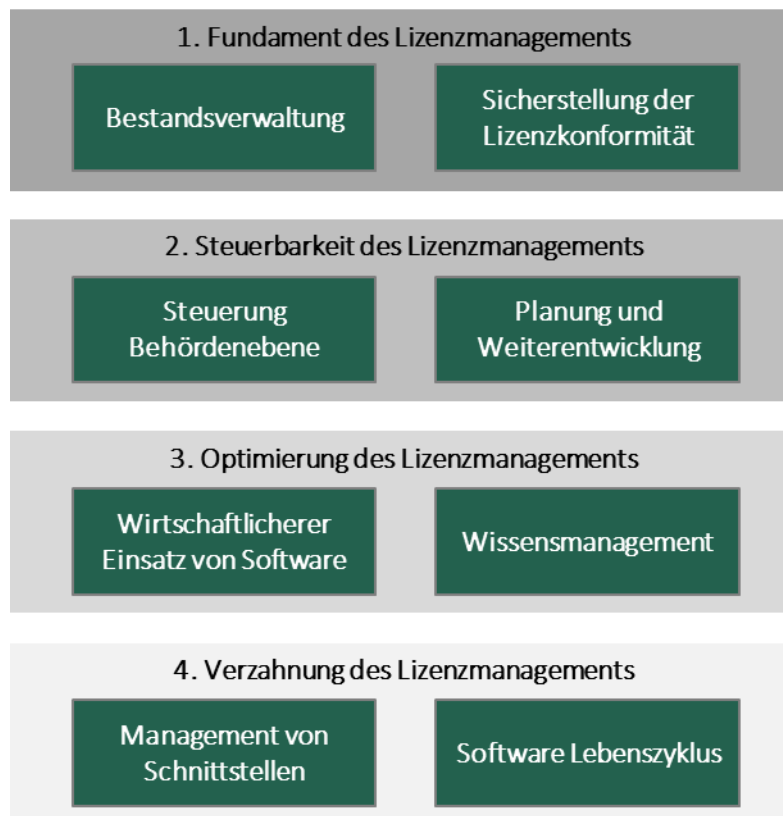 1. Fundament des Lizenzmanagements
Bestandsverwaltung
Sicherstellung der
Lizenzkonformität
2. Steuerbarkeit des Lizenzmanagements
Steuerung
Behördenebene
Planung und
Weiterentwicklung
3. Optimierung des Lizenzmanagements
Wirtschaftlicherer
Einsatz von Software
Wissensmanagement
4. Verzahnung des Lizenzmanagements
Management von
Schnittstellen
Software Lebenszyklus